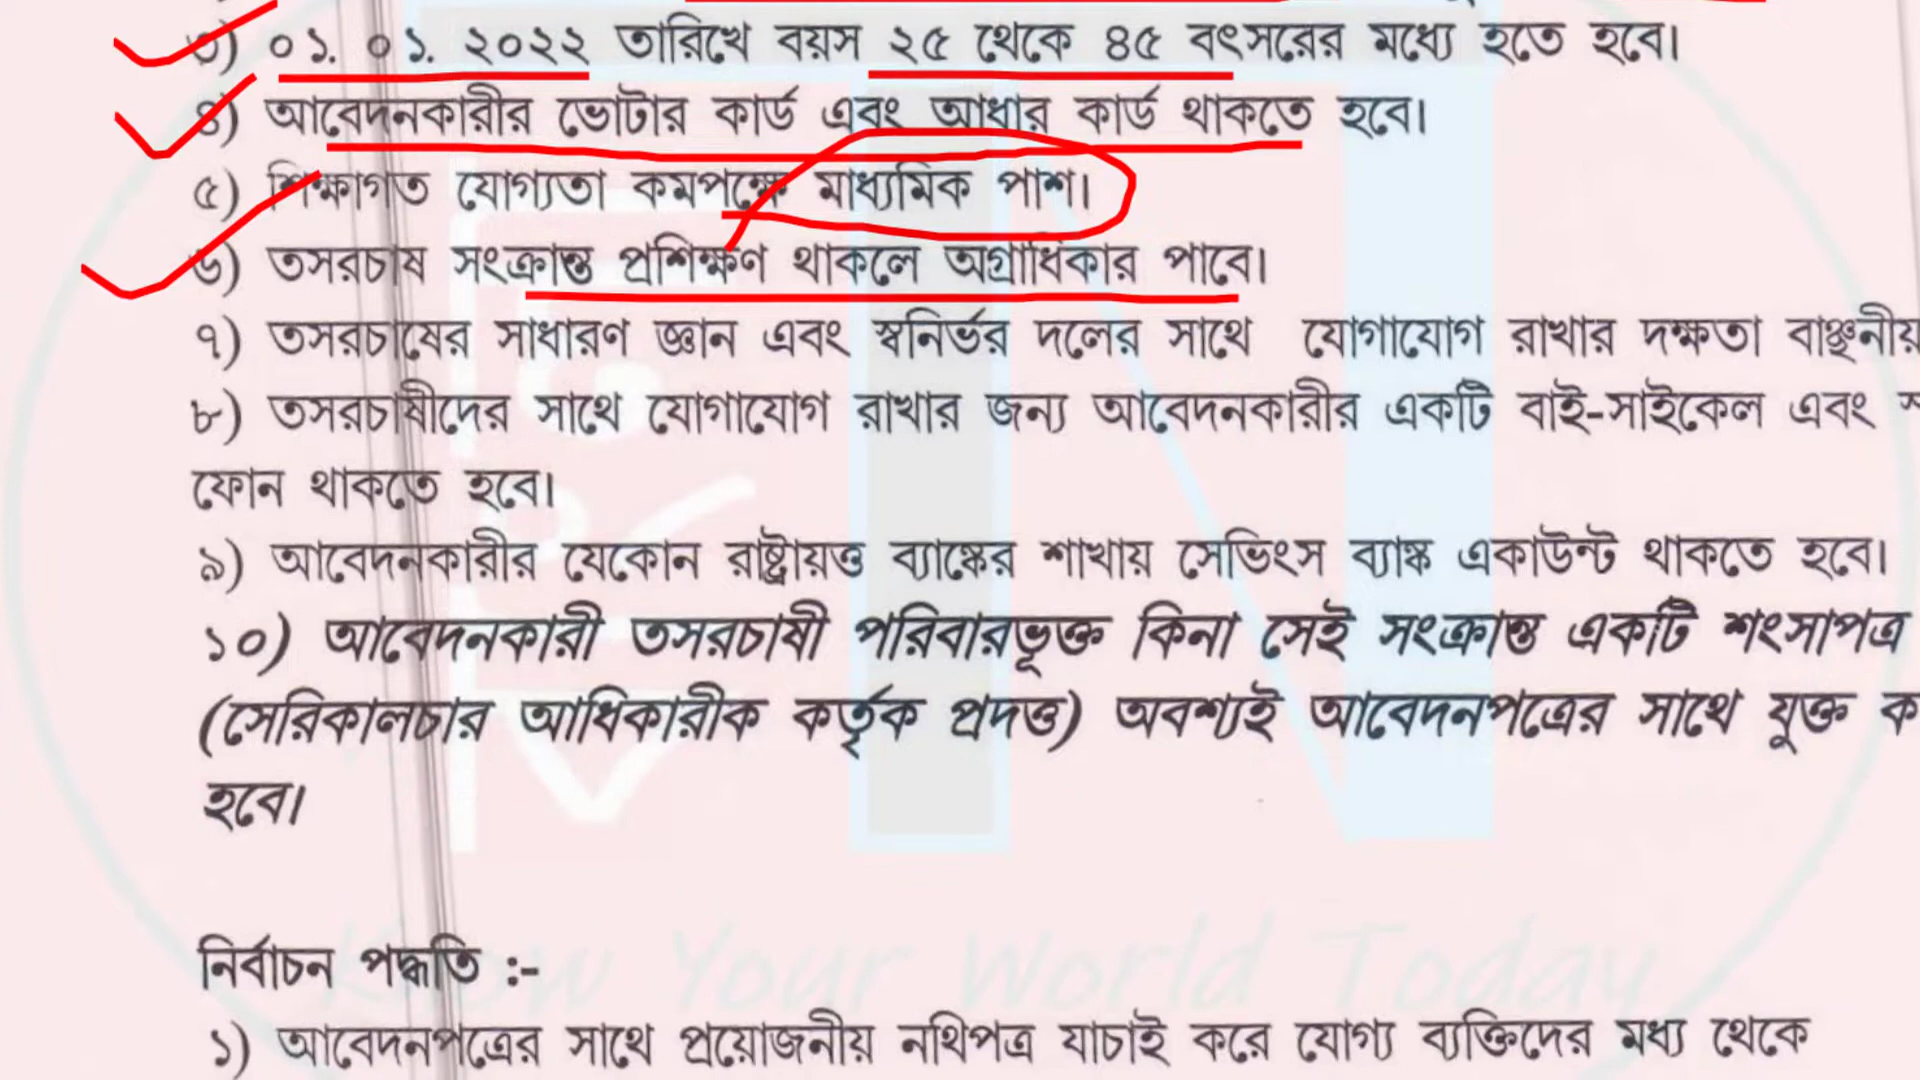 ৩) ০১. ০১. ২০২২ তারিখে বয়স ২৫ থেকে ৪৫ বৎসরের মধ্যে হতে হবে।
৪) আবেদনকারীর ভোটার কার্ড এবং আধার কার্ড থাকতে হবে।
৫) শিক্ষাগত যোগ্যতা কমপক্ষে মাধ্যমিক পাশ।
৬) তসরচাষ সংক্রান্ত প্রশিক্ষণ থাকলে অগ্রাধিকার পাবে।
৭) তসরচাষের সাধারণ জ্ঞান এবং স্বনির্ভর দলের সাথে যোগাযোগ রাখার দক্ষতা বাঞ্ছনীয়
৮) তসরচাষীদের সাথে যোগাযোগ রাখার জন্য আবেদনকারীর একটি বাই-সাইকেল এবং
ফোন থাকতে হবে।
৯) আবেদনকারীর যেকোন রাষ্ট্রায়ত্ত ব্যাঙ্কের শাখায় সেভিংস ব্যাঙ্ক একাউন্ট থাকতে হবে।
১০) আবেদনকারী তসরচাষী পরিবারভূক্ত কিনা সেই সংক্রান্ত একটি শংসাপত্র
(সেরিকালচার আধিকারীক কর্তৃক প্রদত্ত) অবশ্যই আবেদনপত্রের সাথে যুক্ত ক
হবে।
নির্বাচন পদ্ধতি :-
Know Your World Today
১) আবেদনপত্রের সাথে প্রয়োজনীয় নথিপত্র যাচাই করে যোগ্য ব্যক্তিদের মধ্য থেকে